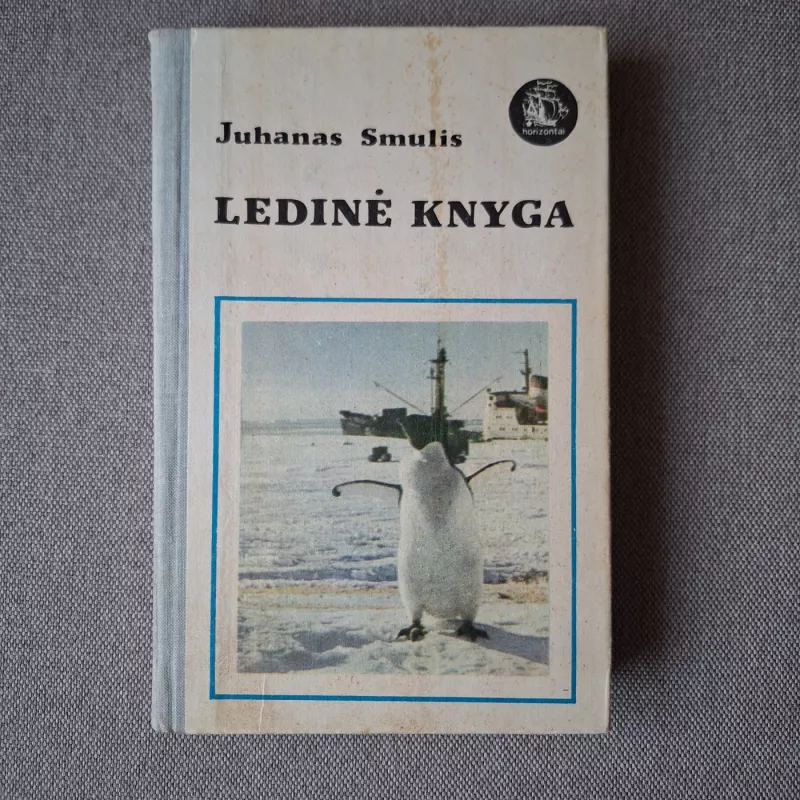 horizontai
Juhanas Smulis
LEDINĖ KNYGA